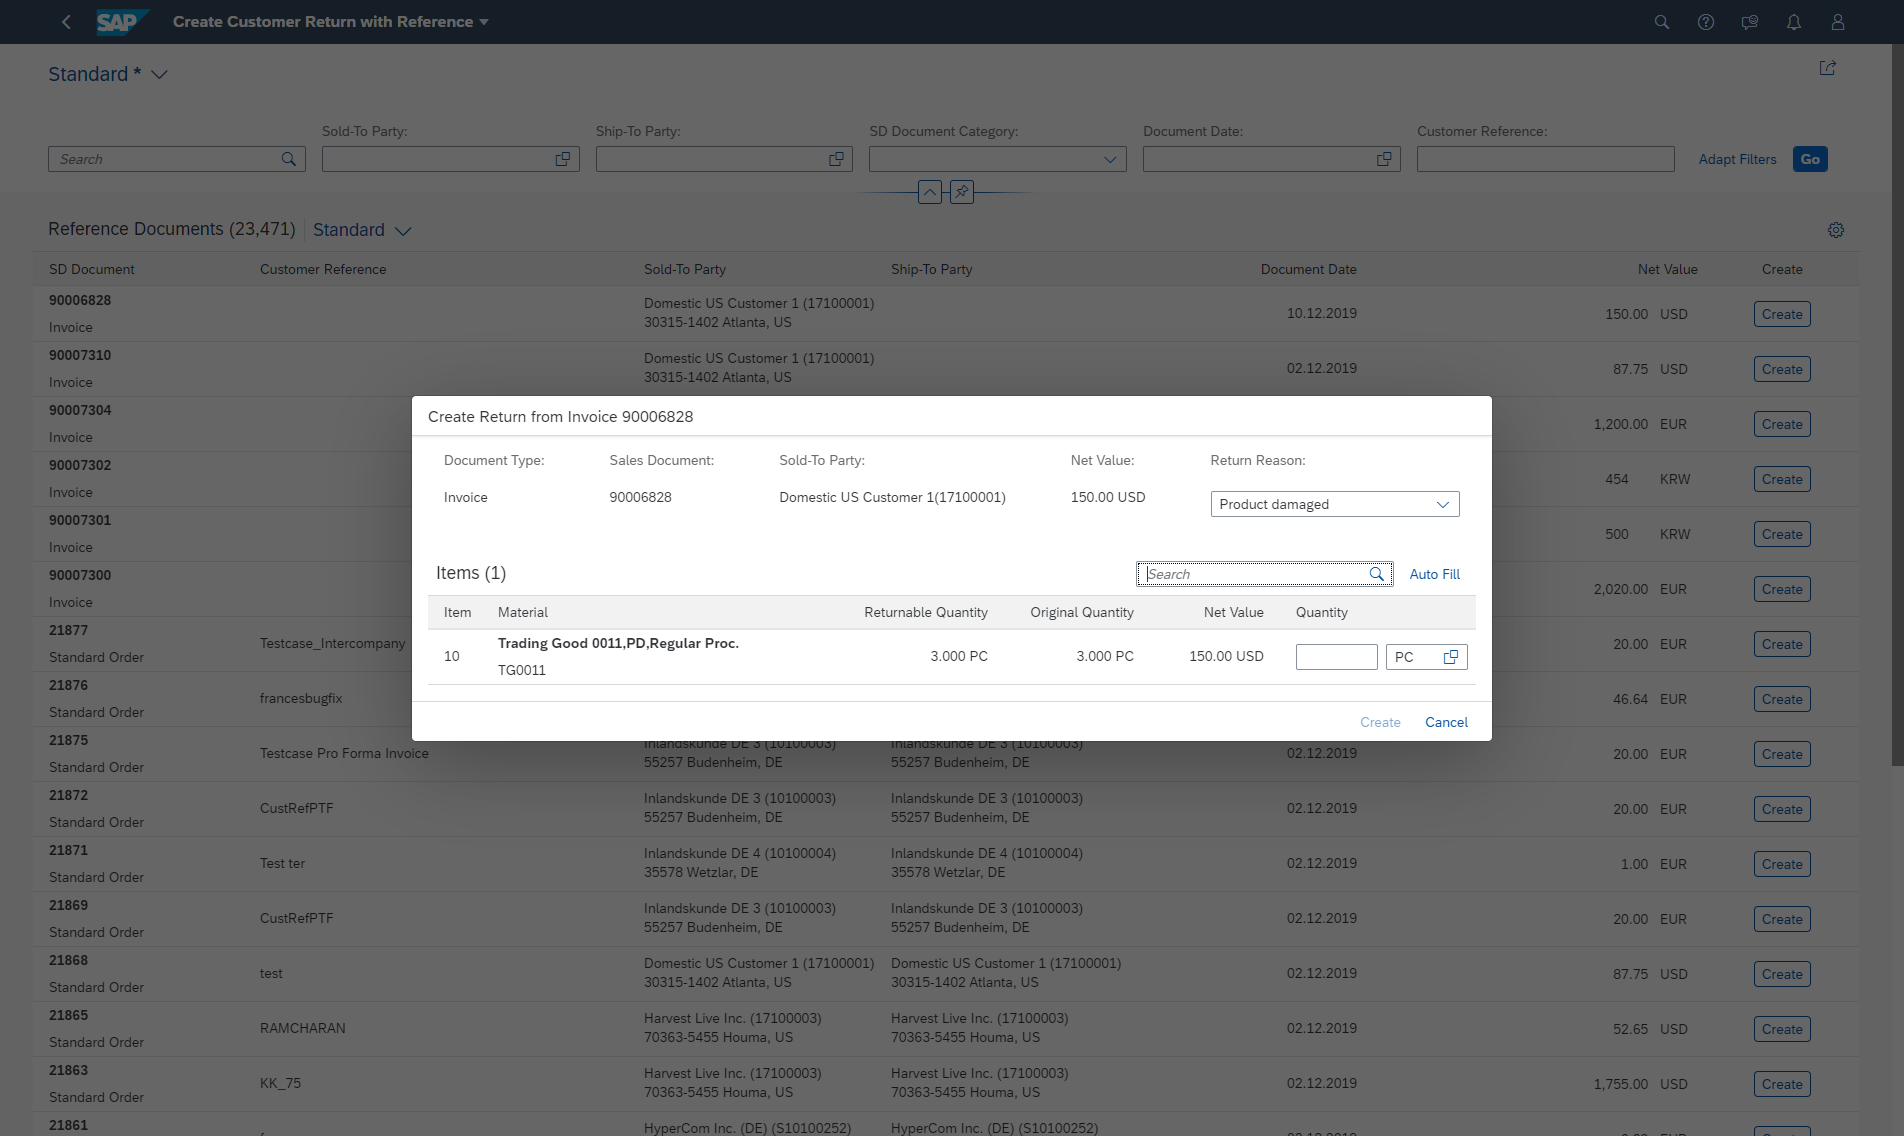 SAP Create Customer Return with Reference
Standard *
Sold-To Party: Ship-To Party: SD Document Category: Document Date: Customer Reference:
Search Adapt Filters Go
Reference Documents (23,471) Standard
SD Document Customer Reference Sold-To Party Ship-To Party Document Date Net Value Create
90006828
Invoice
Domestic US Customer 1 (17100001)
30315-1402 Atlanta, US
10.12.2019 150.00 USD Create
90007310
Invoice
Domestic US Customer 1 (17100001)
30315-1402 Atlanta, US
02.12.2019 87.75 USD Create
90007304
Invoice
1,200.00 EUR Create
90007302
Invoice
454 KRW Create
90007301
Invoice
500 KRW Create
90007300
Invoice
2,020.00 EUR Create
21877
Standard Order
Testcase_Intercompany
20.00 EUR Create
21876
Standard Order
francesbugfix
46.64 EUR Create
Create Return from Invoice 90006828
Document Type: Sales Document: Sold-To Party: Net Value: Return Reason:
Invoice 90006828 Domestic US Customer 1(17100001) 150.00 USD Product damaged
Items (1) Search Auto Fill
Item Material Returnable Quantity Original Quantity Net Value Quantity
10
Trading Good 0011,PD,Regular Proc.
TG0011
3.000 PC 3.000 PC 150.00 USD PC
Create Cancel
21875
Standard Order
Testcase Pro Forma Invoice
Inlandskunde DE 3 (10100003)
55257 Budenheim, DE
Inlandskunde DE 3 (10100003)
55257 Budenheim, DE
02.12.2019 20.00 EUR Create
21872
Standard Order
CustRefPTF
Inlandskunde DE 3 (10100003)
55257 Budenheim, DE
Inlandskunde DE 3 (10100003)
55257 Budenheim, DE
02.12.2019 20.00 EUR Create
21871
Standard Order
Test ter
Inlandskunde DE 4 (10100004)
35578 Wetzlar, DE
Inlandskunde DE 4 (10100004)
35578 Wetzlar, DE
02.12.2019 1.00 EUR Create
21869
Standard Order
CustRefPTF
Inlandskunde DE 3 (10100003)
55257 Budenheim, DE
Inlandskunde DE 3 (10100003)
55257 Budenheim, DE
02.12.2019 20.00 EUR Create
21868
Standard Order
test
Domestic US Customer 1 (17100001)
30315-1402 Atlanta, US
Domestic US Customer 1 (17100001)
30315-1402 Atlanta, US
02.12.2019 87.75 USD Create
21865
Standard Order
RAMCHARAN
Harvest Live Inc. (17100003)
70363-5455 Houma, US
Harvest Live Inc. (17100003)
70363-5455 Houma, US
02.12.2019 52.65 USD Create
21863
Standard Order
KK_75
Harvest Live Inc. (17100003)
70363-5455 Houma, US
Harvest Live Inc. (17100003)
70363-5455 Houma, US
02.12.2019 1,755.00 USD Create
21861
HyperCom Inc. (DE) (S10100252)
HyperCom Inc. (DE) (S10100252)